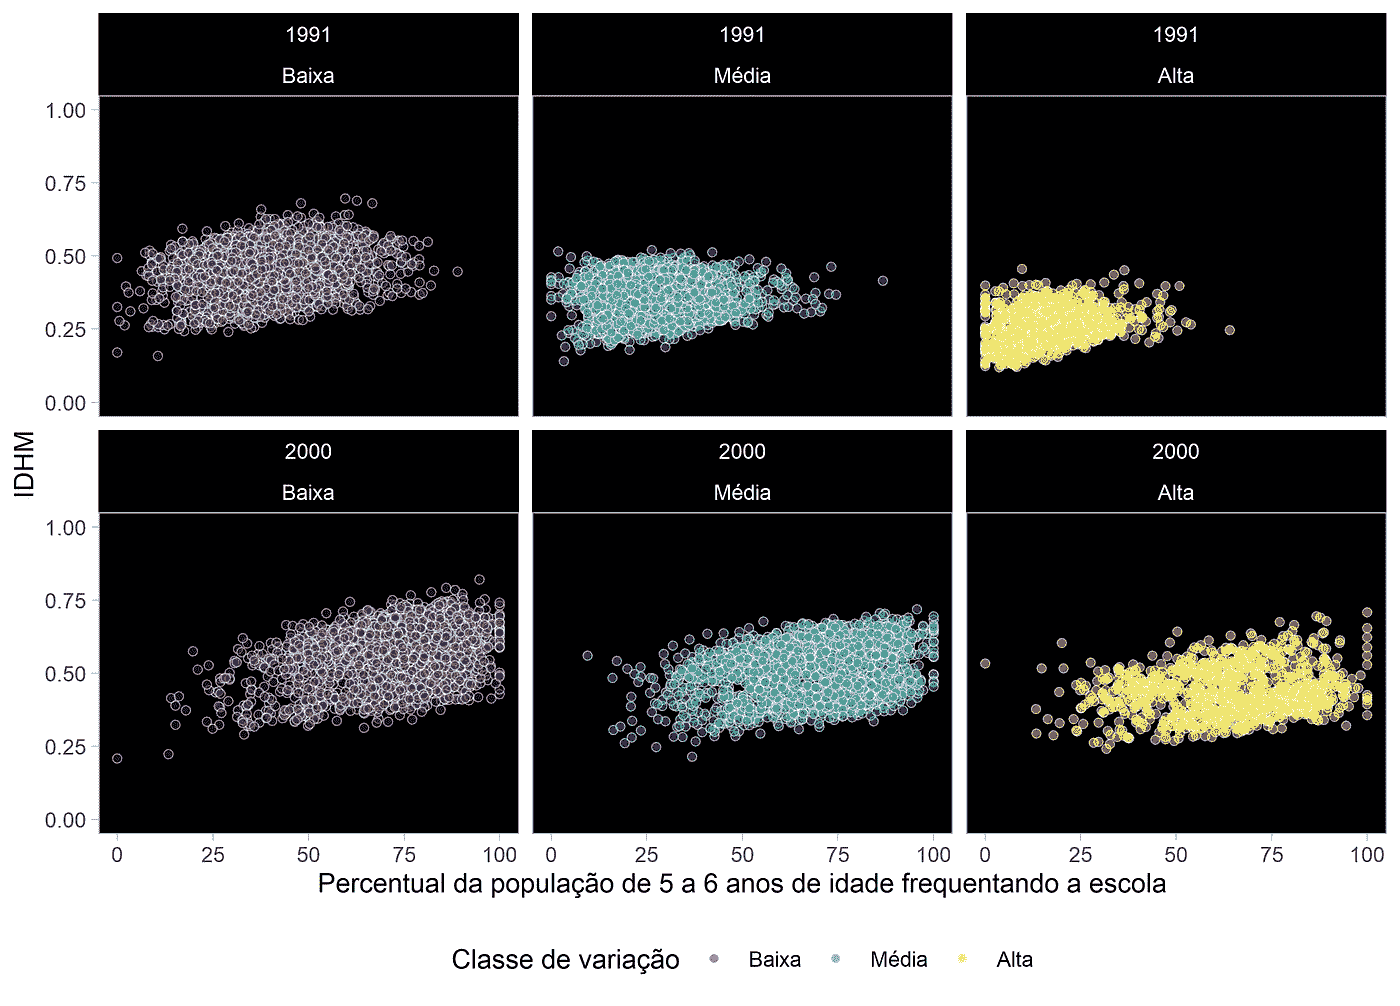 1991
Baixa
1991
Média
1991
Alta
1.00
0.75
0.50
0.25
0.00
2000
Baixa
2000
Média
2000
Alta
1.00
0.75
0.50
0.25
0.00
IDHM
0 25 50 75 100
0 25 50 75 100
0 25 50 75 100
Percentual da população de 5 a 6 anos de idade frequentando a escola
Classe de variação Baixa Média Alta